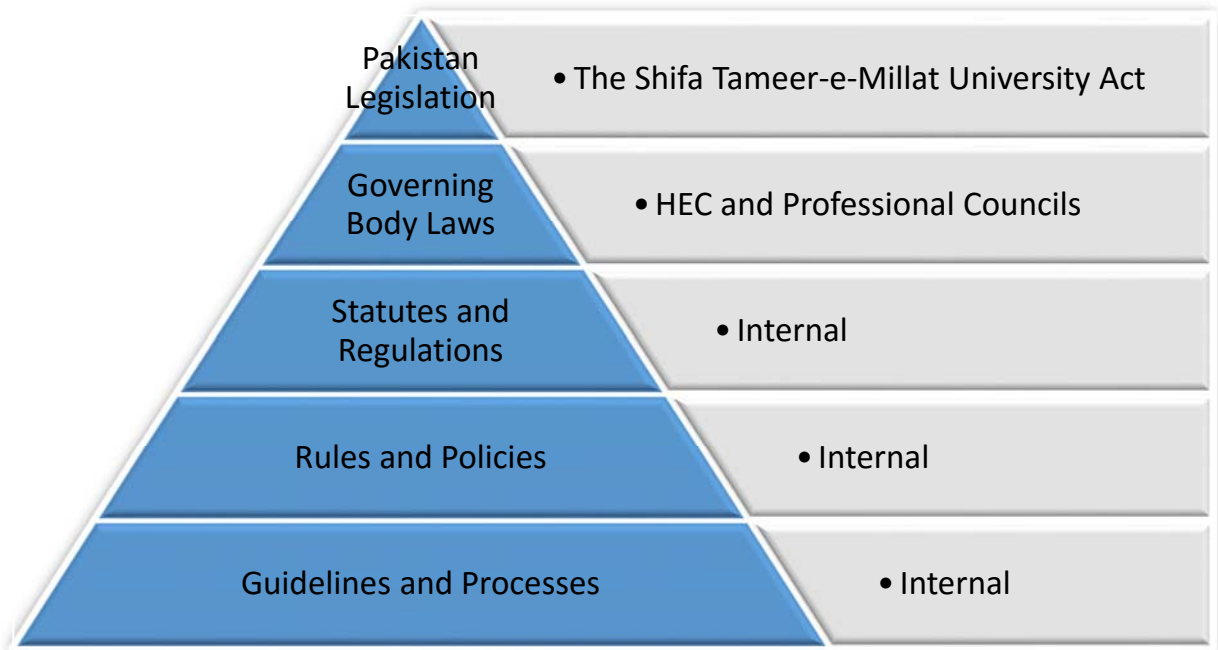 Pakistan
Legislation
• The Shifa Tameer-e-Millat University Act
Governing
Body Laws
• HEC and Professional Councils
Statutes and
Regulations
• Internal
Rules and Policies
• Internal
Guidelines and Processes
• Internal